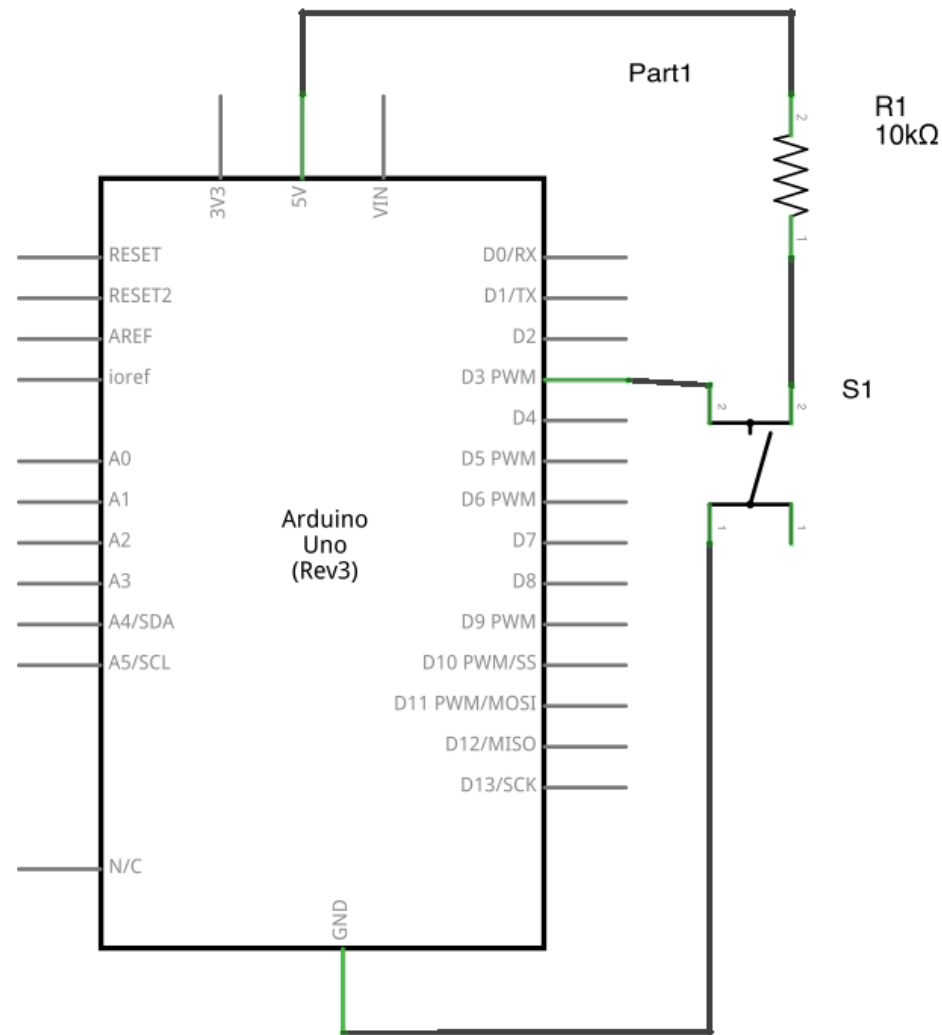 Part1
R1
10kΩ
2
1
3V3
5V
VIN
RESET
RESET2
AREF
ioref
A0
A1
A2
A3
A4/SDA
A5/SCL
N/C
Arduino
Uno
(Rev3)
D0/RX
D1/TX
D2
D3 PWM
D4
D5 PWM
D6 PWM
D7
D8
D9 PWM
D10 PWM/SS
D11 PWM/MOSI
D12/MISO
D13/SCK
GND
S1
2
2
1
1